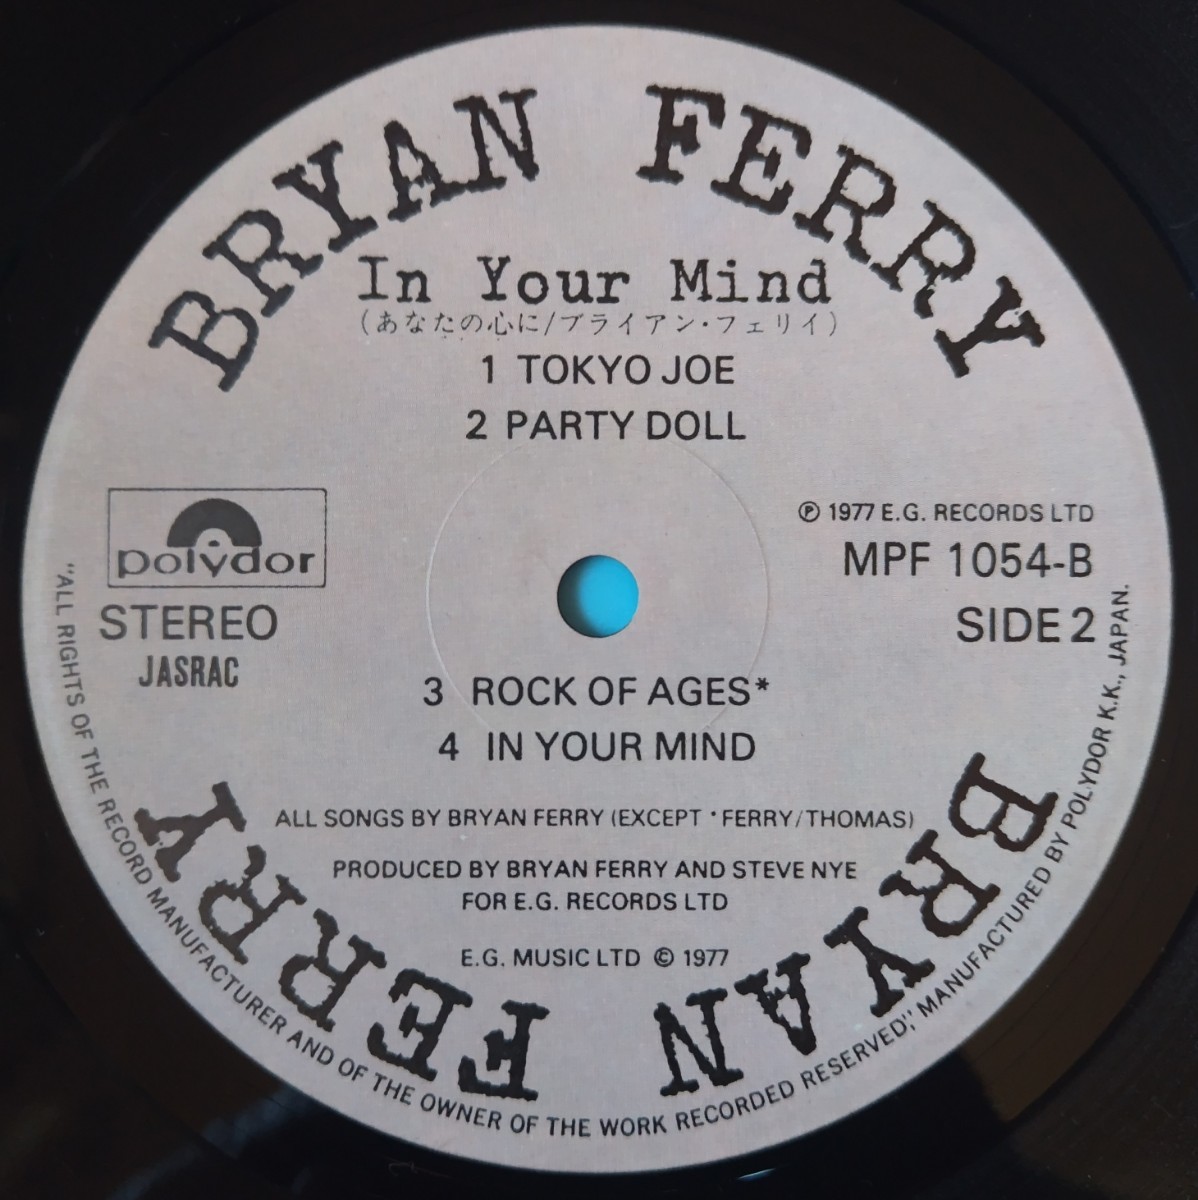 BRYAN FERRY
In Your Mind
(あなたの心に/ブライアン・フェリイ)
1 TOKYO JOE
2 PARTY DOLL
polydor
STEREO
JASRAC
Ⓟ 1977 E.G. RECORDS LTD
MPF 1054-B
SIDE 2
3 ROCK OF AGES*
4 IN YOUR MIND
ALL SONGS BY BRYAN FERRY (EXCEPT *FERRY/THOMAS)
PRODUCED BY BRYAN FERRY AND STEVE NYE
FOR E.G. RECORDS LTD
E.G. MUSIC LTD © 1977
BRYAN FERRY
"ALL RIGHTS OF THE RECORD MANUFACTURER AND OF THE OWNER OF THE WORK RECORDED RESERVED," MANUFACTURED BY POLYDOR K.K., JAPAN.